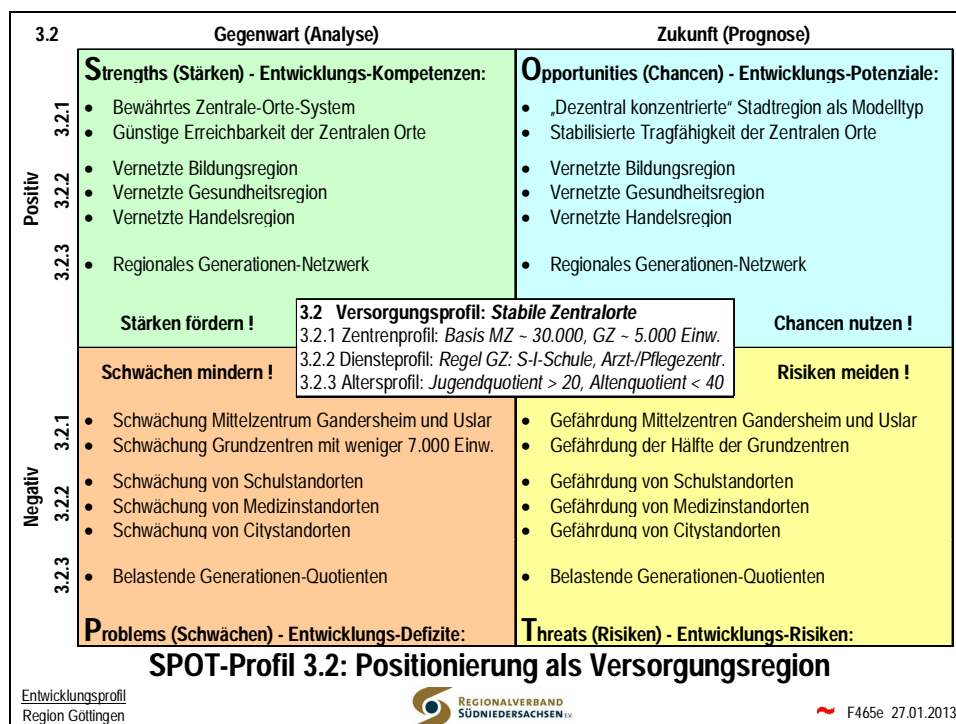 3.2 Gegenwart (Analyse) Zukunft (Prognose)
Strengths (Stärken) - Entwicklungs-Kompetenzen:
3.2.1
• Bewährtes Zentrale-Orte-System
• Günstige Erreichbarkeit der Zentralen Orte
Positiv
3.2.2
• Vernetzte Bildungsregion
• Vernetzte Gesundheitsregion
• Vernetzte Handelsregion
3.2.3
• Regionales Generationen-Netzwerk
Stärken fördern !
Opportunities (Chancen) - Entwicklungs-Potenziale:
• „Dezentral konzentrierte“ Stadtregion als Modelltyp
• Stabilisierte Tragfähigkeit der Zentralen Orte
• Vernetzte Bildungsregion
• Vernetzte Gesundheitsregion
• Vernetzte Handelsregion
• Regionales Generationen-Netzwerk
Chancen nutzen !
3.2 Versorgungsprofil: Stabile Zentralorte
3.2.1 Zentrenprofil: Basis MZ ~ 30.000, GZ ~ 5.000 Einw.
3.2.2 Diensteprofil: Regel GZ: S-I-Schule, Arzt-/Pflegezentr.
3.2.3 Altersprofil: Jugendquotient > 20, Altenquotient < 40
Schwächen mindern !
3.2.1
• Schwächung Mittelzentrum Gandersheim und Uslar
• Schwächung Grundzentren mit weniger 7.000 Einw.
Negativ
3.2.2
• Schwächung von Schulstandorten
• Schwächung von Medizinstandorten
• Schwächung von Citystandorten
3.2.3
• Belastende Generationen-Quotienten
Problems (Schwächen) - Entwicklungs-Defizite:
Risiken meiden !
• Gefährdung Mittelzentren Gandersheim und Uslar
• Gefährdung der Hälfte der Grundzentren
• Gefährdung von Schulstandorten
• Gefährdung von Medizinstandorten
• Gefährdung von Citystandorten
• Belastende Generationen-Quotienten
Threats (Risiken) - Entwicklungs-Risiken:
SPOT-Profil 3.2: Positionierung als Versorgungsregion
Entwicklungsprofil
Region Göttingen
REGIONALVERBAND
SÜDNIEDERSACHSEN E.V.
F465e 27.01.2013